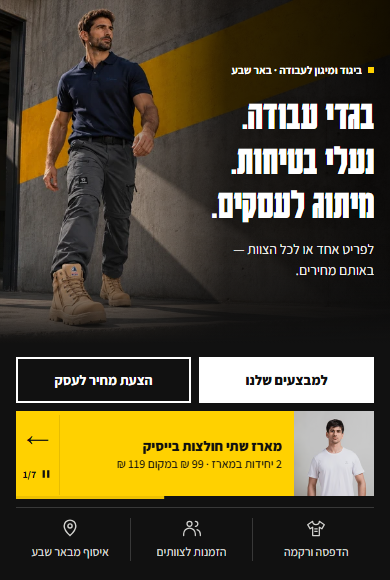 ביגוד ומיגון לעבודה · באר שבע
בגדי עבודה.
נעלי בטיחות.
מיתוג לעסקים.
לפריט אחד או לכל הצוות —
באותם מחירים.
למבצעים שלנו
הצעת מחיר לעסק
מארז שתי חולצות בייסיק
2 יחידות במארז · 99 ₪ במקום 119 ₪
1/7
הדפסה ורקמה
הזמנות לצוותים
איסוף מבאר שבע